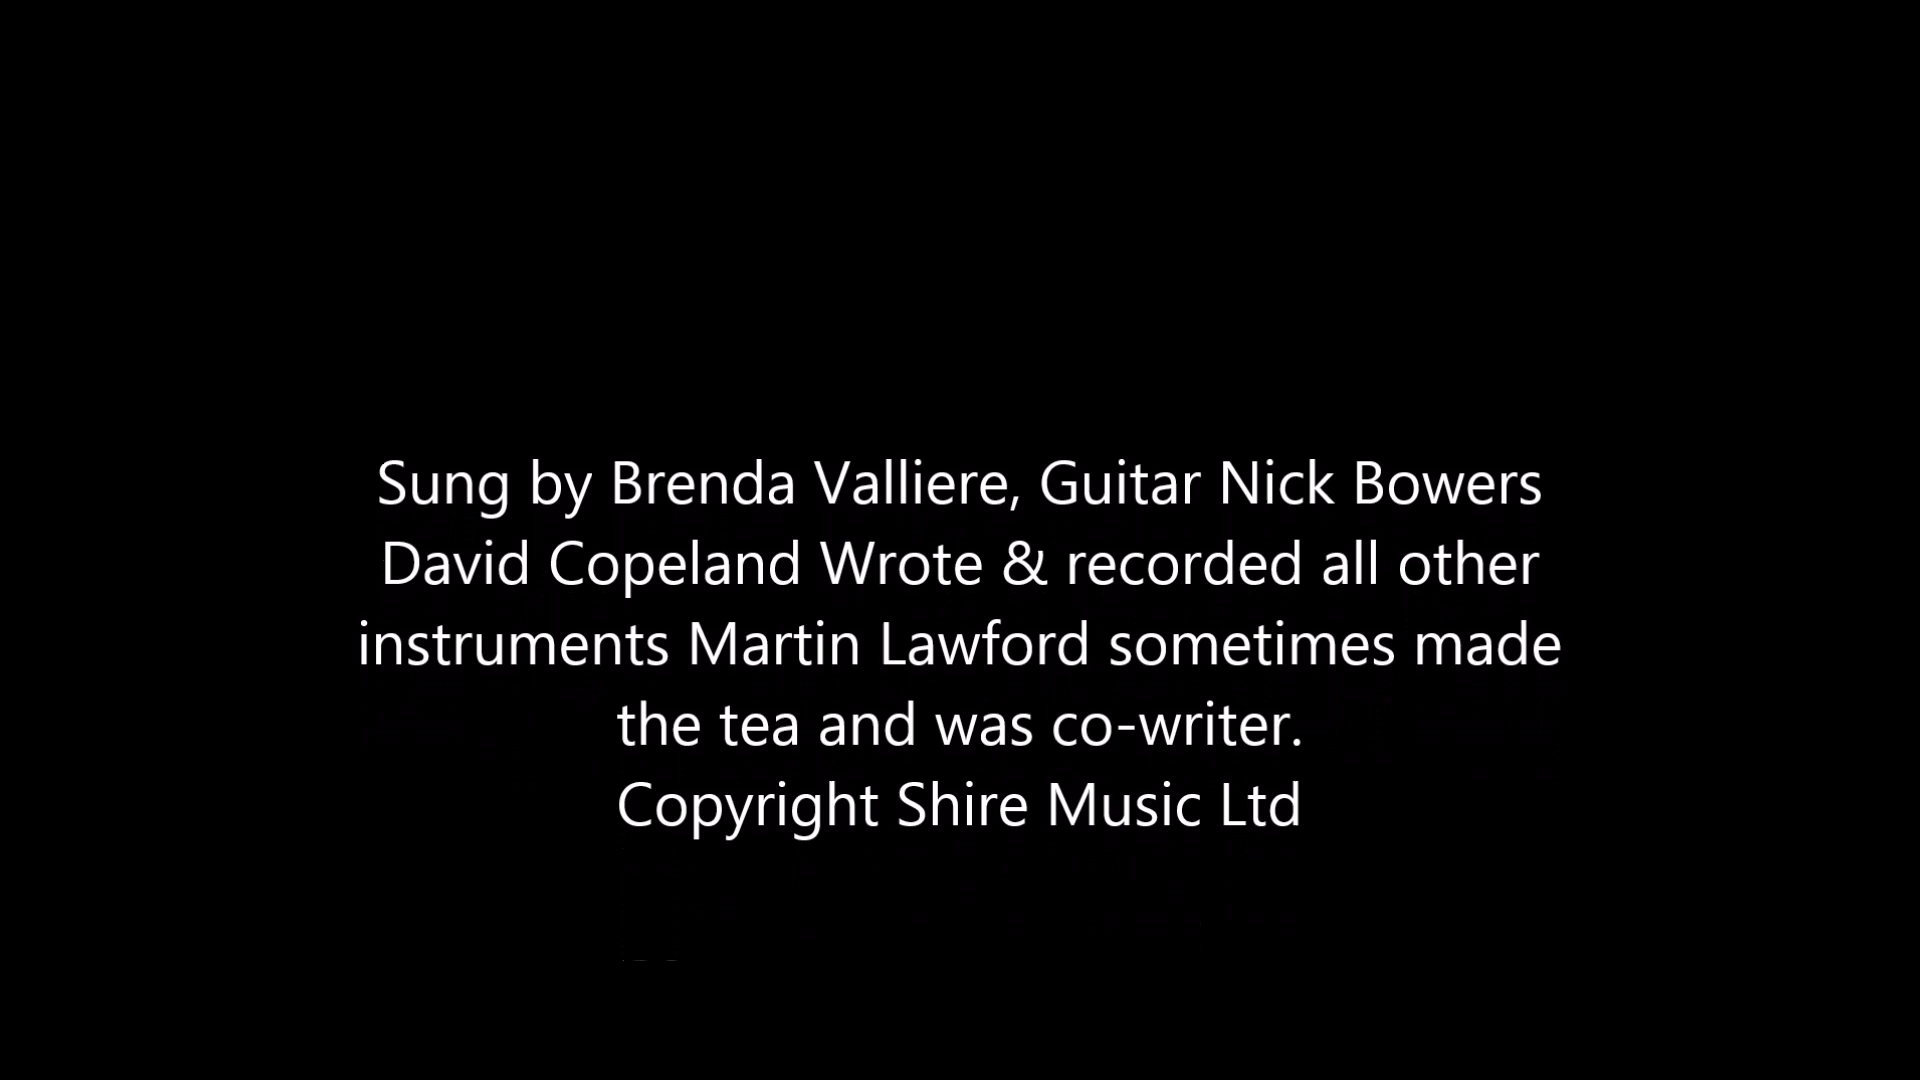 Sung by Brenda Valliere, Guitar Nick Bowers
David Copeland Wrote & recorded all other
instruments Martin Lawford sometimes made
the tea and was co-writer.
Copyright Shire Music Ltd